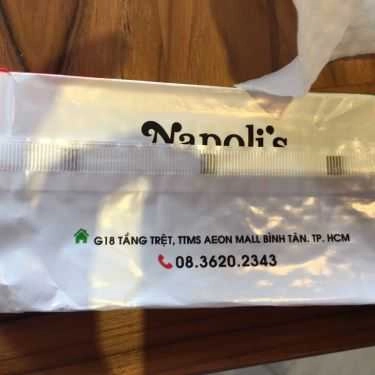 Napoli's
G18 TẦNG TRỆT, TTMS AEON MALL BÌNH TÂN. TP. HCM
08.3620.2343